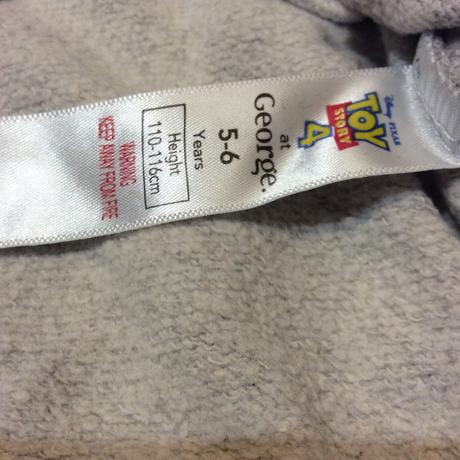 Disney PIXAR
TOY
STORY
4
at
George.
5-6
Years
Height
110-116cm
WARNING
KEEP AWAY FROM FIRE